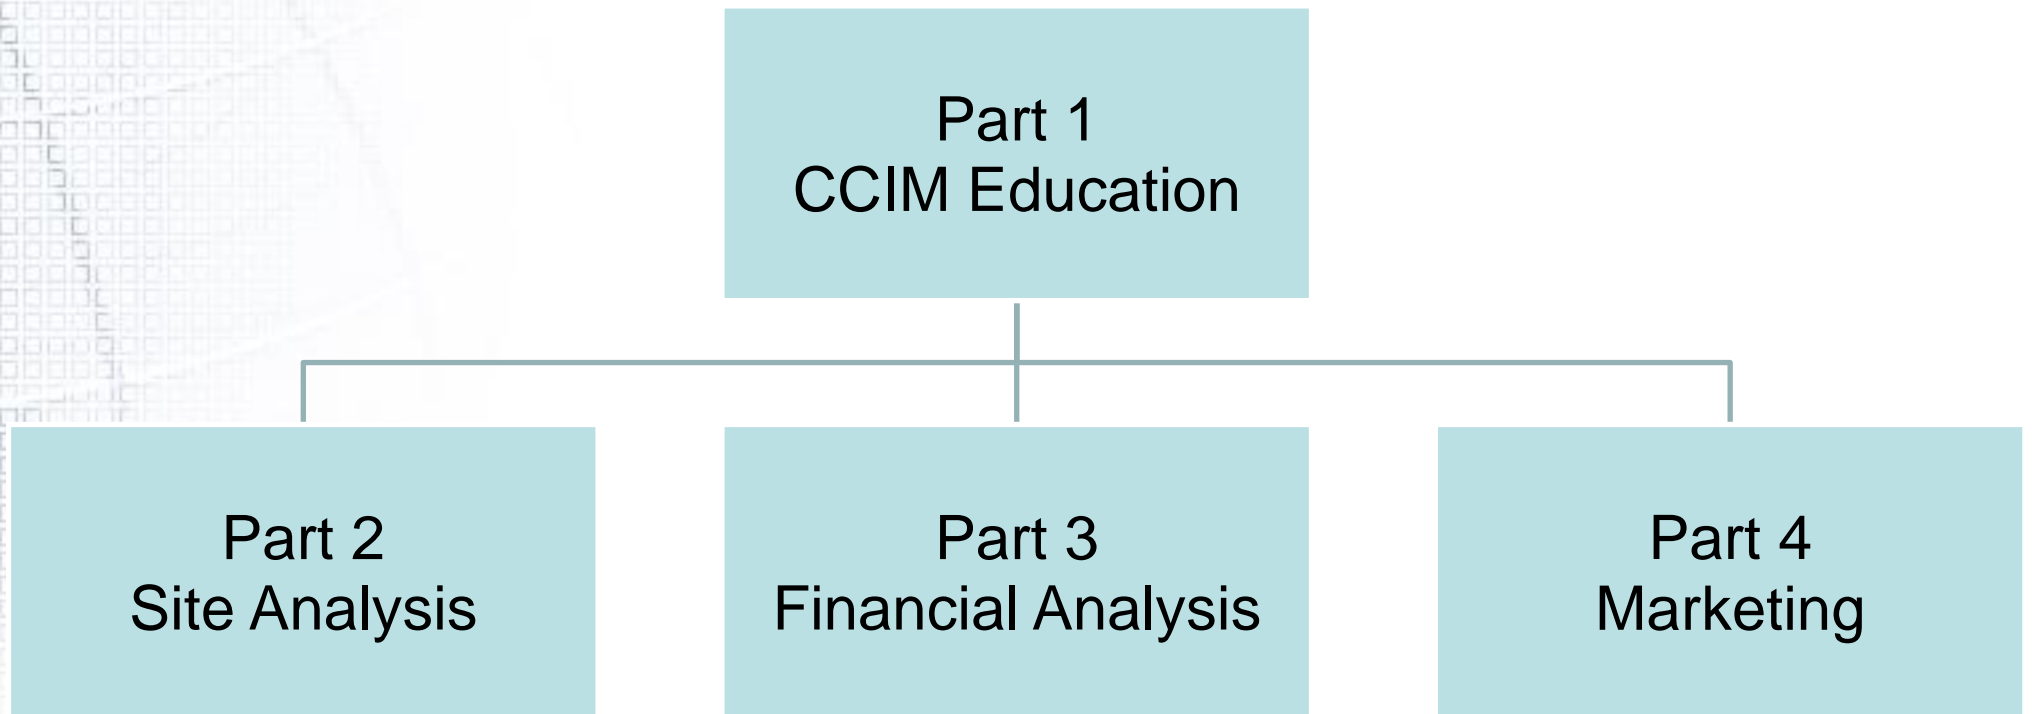 Part 1
CCIM Education
Part 2
Site Analysis
Part 3
Financial Analysis
Part 4
Marketing